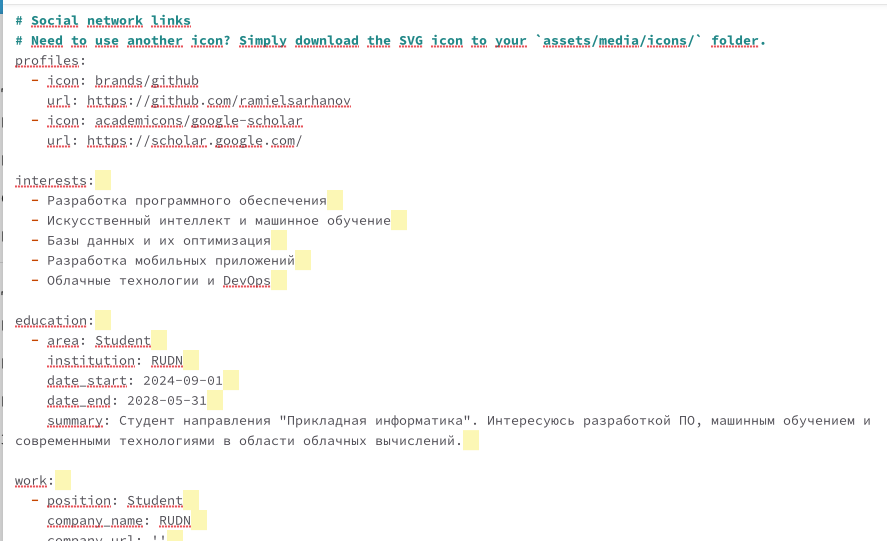 # Social network links
# Need to use another icon? Simply download the SVG icon to your `assets/media/icons/` folder.
profiles:
  - icon: brands/github
    url: https://github.com/ramielsarhanov
  - icon: academicons/google-scholar
    url: https://scholar.google.com/

interests:
  - Разработка программного обеспечения
  - Искусственный интеллект и машинное обучение
  - Базы данных и их оптимизация
  - Разработка мобильных приложений
  - Облачные технологии и DevOps

education:
  - area: Student
    institution: RUDN
    date_start: 2024-09-01
    date_end: 2028-05-31
    summary: Студент направления "Прикладная информатика". Интересуюсь разработкой ПО, машинным обучением и
современными технологиями в области облачных вычислений.

work:
  - position: Student
    company_name: RUDN
    company_url: ''